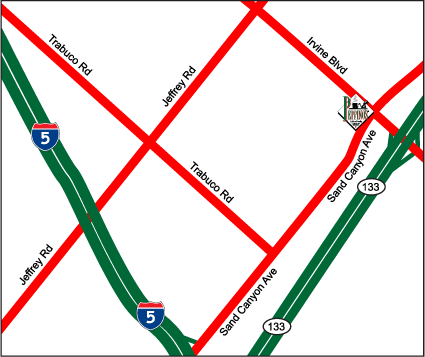 Trabuco Rd
Jeffrey Rd
Irvine Blvd
5
Sand Canyon Ave
133
Trabuco Rd
Jeffrey Rd
Sand Canyon Ave
5
133